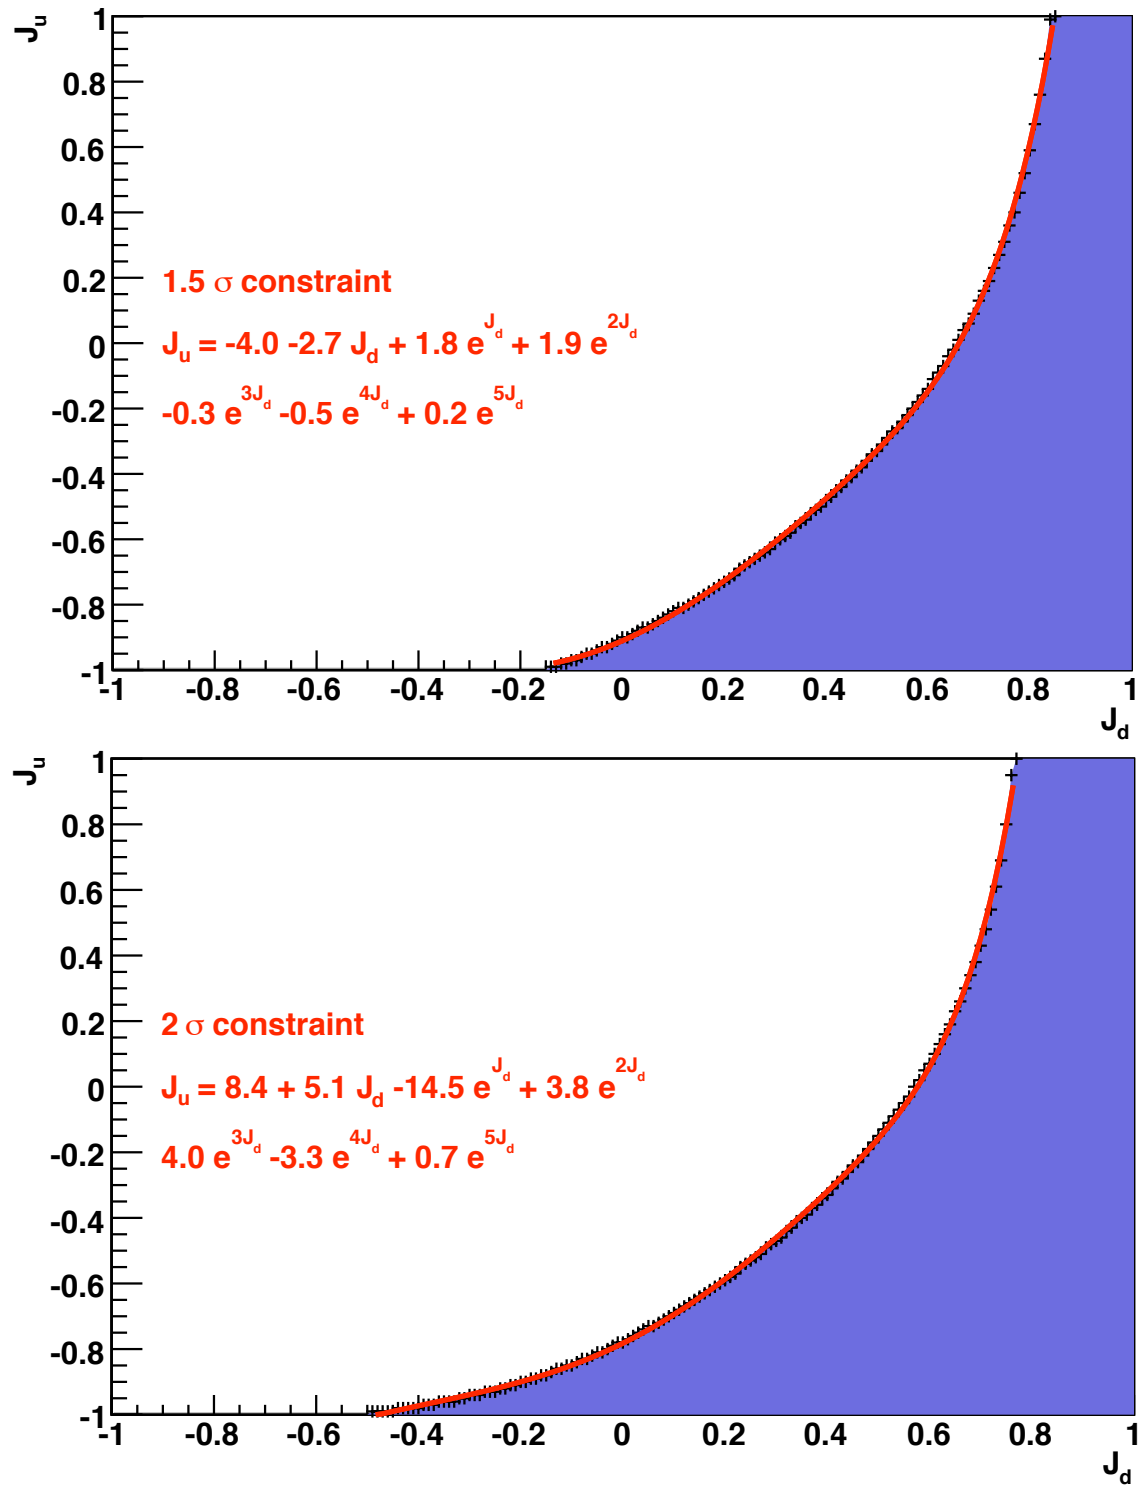 J_u
1
0.8
0.6
0.4
0.2
0
-0.2
-0.4
-0.6
-0.8
-1
1.5 σ constraint
J_u = -4.0 -2.7 J_d + 1.8 e^{J_d} + 1.9 e^{2J_d}
-0.3 e^{3J_d} -0.5 e^{4J_d} + 0.2 e^{5J_d}
-1 -0.8 -0.6 -0.4 -0.2 0 0.2 0.4 0.6 0.8 1
J_d
J_u
1
0.8
0.6
0.4
0.2
0
-0.2
-0.4
-0.6
-0.8
-1
2 σ constraint
J_u = 8.4 + 5.1 J_d -14.5 e^{J_d} + 3.8 e^{2J_d}
4.0 e^{3J_d} -3.3 e^{4J_d} + 0.7 e^{5J_d}
-1 -0.8 -0.6 -0.4 -0.2 0 0.2 0.4 0.6 0.8 1
J_d